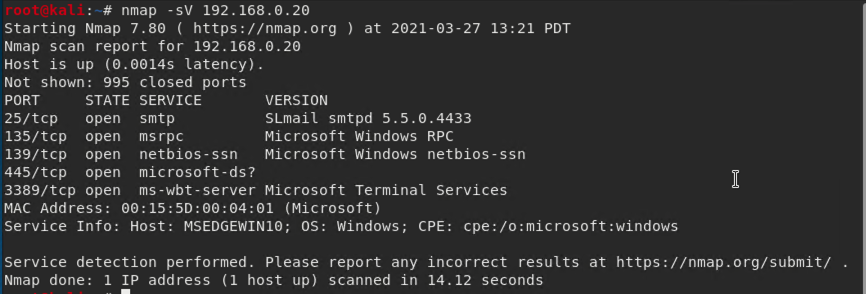 root@kali:~# nmap -sV 192.168.0.20
Starting Nmap 7.80 ( https://nmap.org ) at 2021-03-27 13:21 PDT
Nmap scan report for 192.168.0.20
Host is up (0.0014s latency).
Not shown: 995 closed ports
PORT     STATE SERVICE       VERSION
25/tcp   open  smtp          SLmail smtpd 5.5.0.4433
135/tcp  open  msrpc         Microsoft Windows RPC
139/tcp  open  netbios-ssn   Microsoft Windows netbios-ssn
445/tcp  open  microsoft-ds?
3389/tcp open  ms-wbt-server Microsoft Terminal Services
MAC Address: 00:15:5D:00:04:01 (Microsoft)
Service Info: Host: MSEDGEWIN10; OS: Windows; CPE: cpe:/o:microsoft:windows

Service detection performed. Please report any incorrect results at https://nmap.org/submit/ .
Nmap done: 1 IP address (1 host up) scanned in 14.12 seconds